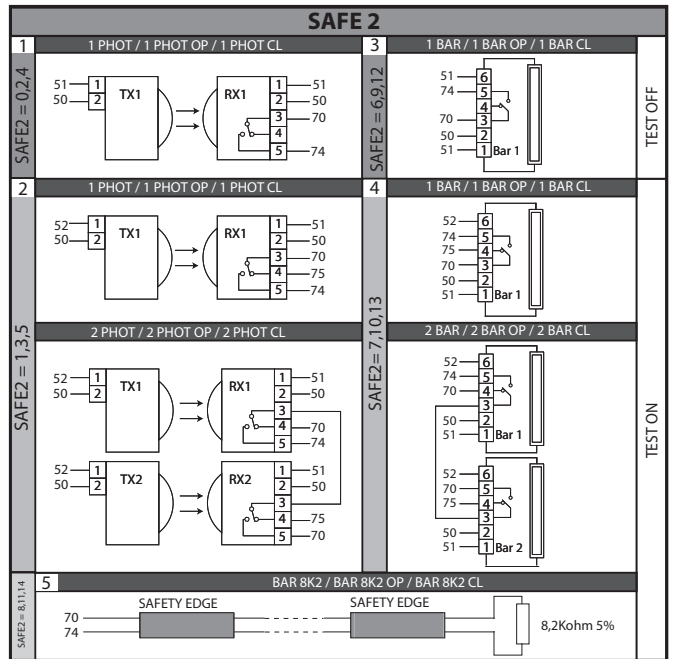 SAFE 2
1 1 PHOT / 1 PHOT OP / 1 PHOT CL
SAFE2 = 0,2,4
51 1 TX1 RX1 1 51
50 2 2 50
3 70
4
5 74
3 1 BAR / 1 BAR OP / 1 BAR CL
SAFE2 = 6,9,12
51 6
74 5
4
70 3
50 2
51 1 Bar 1
TEST OFF
2 1 PHOT / 1 PHOT OP / 1 PHOT CL
SAFE2 = 1,3,5
52 1 TX1 RX1 1 51
50 2 2 50
3 70
4 75
5 74
2 PHOT / 2 PHOT OP / 2 PHOT CL
52 1 TX1 RX1 1 51
50 2 2 50
3
4 70
5 74
52 1 TX2 RX2 1 51
50 2 2 50
3
4 75
5 70
4 1 BAR / 1 BAR OP / 1 BAR CL
SAFE2 = 7,10,13
52 6
74 5
75 4
70 3
50 2
51 1 Bar 1
2 BAR / 2 BAR OP / 2 BAR CL
52 6
74 5
70 4
3
50 2
51 1 Bar 1
52 6
70 5
75 4
3
50 2
51 1 Bar 2
TEST ON
5 BAR 8K2 / BAR 8K2 OP / BAR 8K2 CL
SAFE2 = 8,11,14
SAFETY EDGE SAFETY EDGE
70
74
8,2Kohm 5%